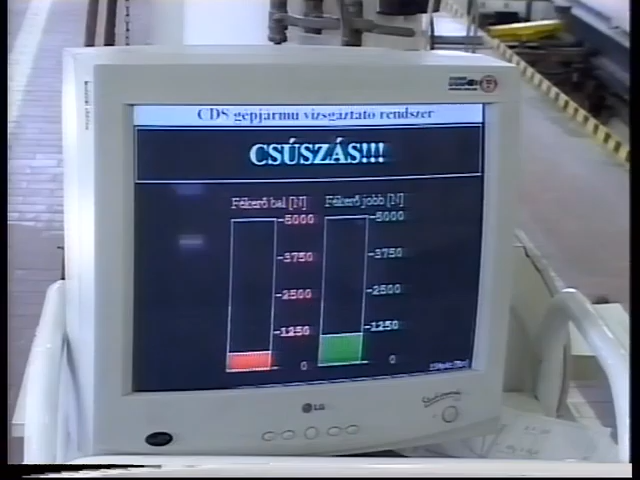 CDS gépjármu vizsgáztató rendszer
CSÚSZÁS!!!
Fékerő bal [N]
Fékerő jobb [N]
5000
5000
3750
3750
2500
2500
1250
1250
0
0
LG